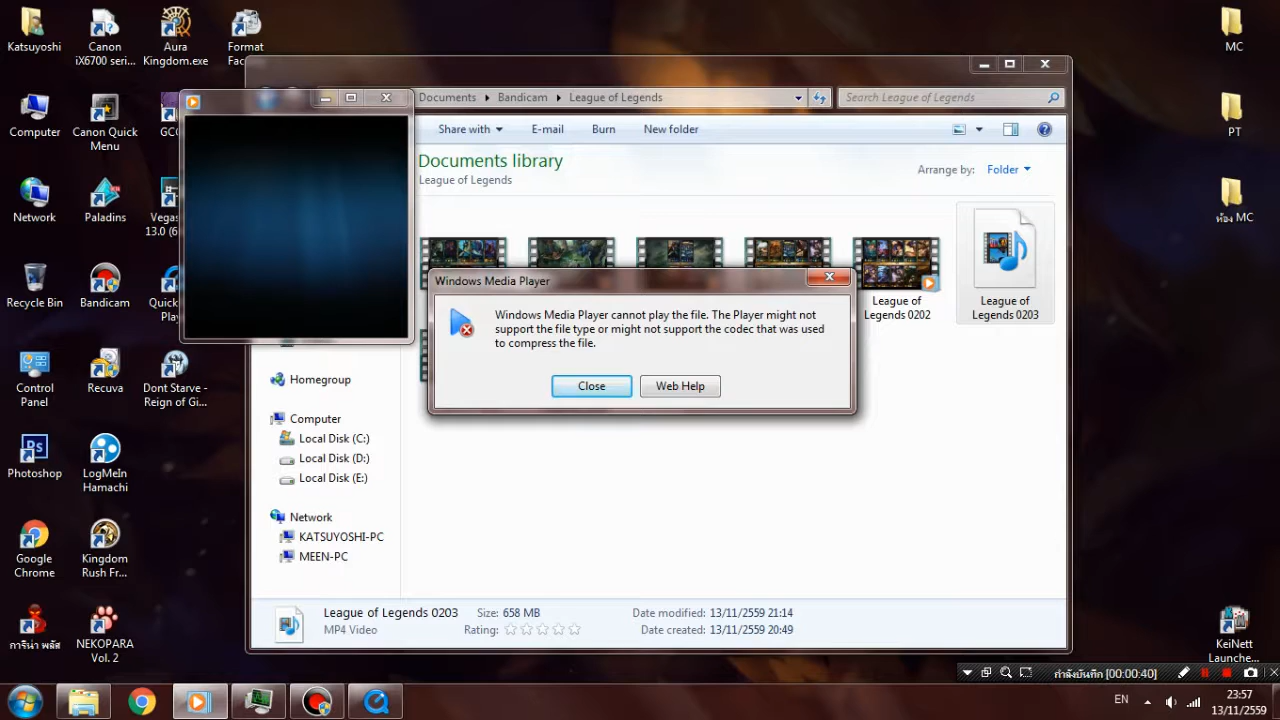 Katsuyoshi
Canon
iX6700 seri...
Aura
Kingdom.exe
Format
Fac
MC
Computer
Canon Quick
Menu
GC
PT
Network
Paladins
Vegas
13.0 (6
ห้อง MC
Recycle Bin
Bandicam
Quick
Play
Control
Panel
Recuva
Dont Starve -
Reign of Gi...
Photoshop
LogMeIn
Hamachi
Google
Chrome
Kingdom
Rush Fr...
การีน่า พลัส
NEKOPARA
Vol. 2
KeiNett
Launche...
Documents
Bandicam
League of Legends
Search League of Legends
Share with
E-mail
Burn
New folder
Documents library
League of Legends
Arrange by:
Folder
League of
Legends 0202
League of
Legends 0203
Windows Media Player
Windows Media Player cannot play the file. The Player might not
support the file type or might not support the codec that was used
to compress the file.
Close
Web Help
Homegroup
Computer
Local Disk (C:)
Local Disk (D:)
Local Disk (E:)
Network
KATSUYOSHI-PC
MEEN-PC
League of Legends 0203
Size: 658 MB
Date modified: 13/11/2559 21:14
MP4 Video
Rating:
Date created: 13/11/2559 20:49
กำลังบันทึก [00:00:40]
EN
23:57
13/11/2559